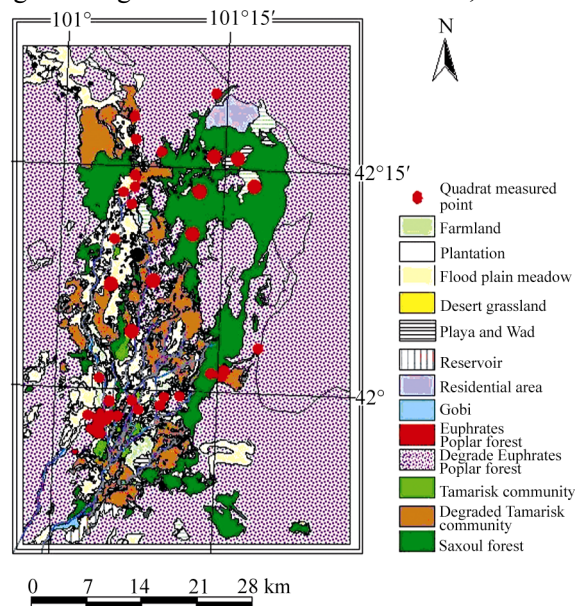 101°
101°15′
N
42°15′
Quadrat measured
point
Farmland
Plantation
Flood plain meadow
Desert grassland
Playa and Wad
Reservoir
Residential area
42°
Gobi
Euphrates
Poplar forest
Degrade Euphrates
Poplar forest
Tamarisk community
Degraded Tamarisk
community
Saxoul forest
0 7 14 21 28 km